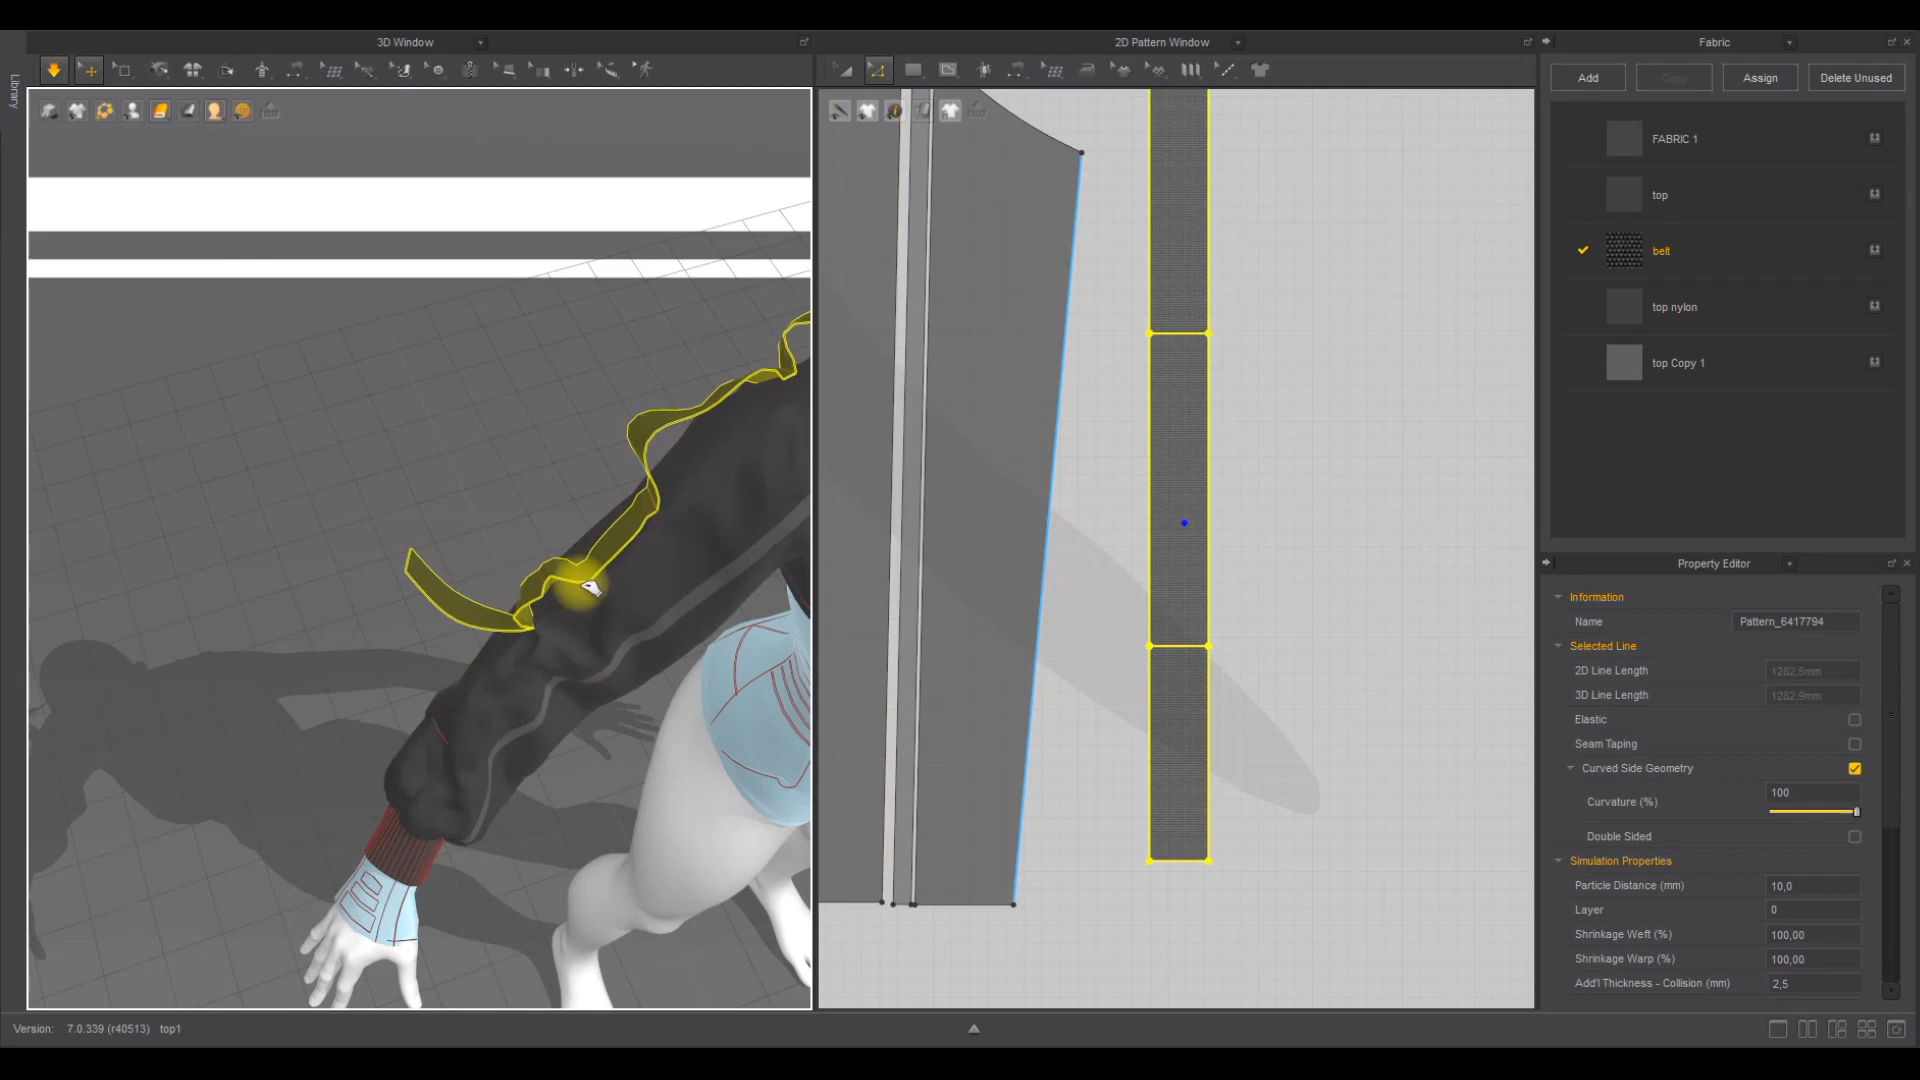 3D Window
2D Pattern Window
Fabric
Library
Add
Copy
Assign
Delete Unused
FABRIC 1
top
belt
top nylon
top Copy 1
Property Editor
Information
Name
Pattern_6417794
Selected Line
2D Line Length
1282,5mm
3D Line Length
1282,9mm
Elastic
Seam Taping
Curved Side Geometry
Curvature (%)
100
Double Sided
Simulation Properties
Particle Distance (mm)
10,0
Layer
0
Shrinkage Weft (%)
100,00
Shrinkage Warp (%)
100,00
Add'l Thickness - Collision (mm)
2,5
Version: 7.0.339 (r40513) top1